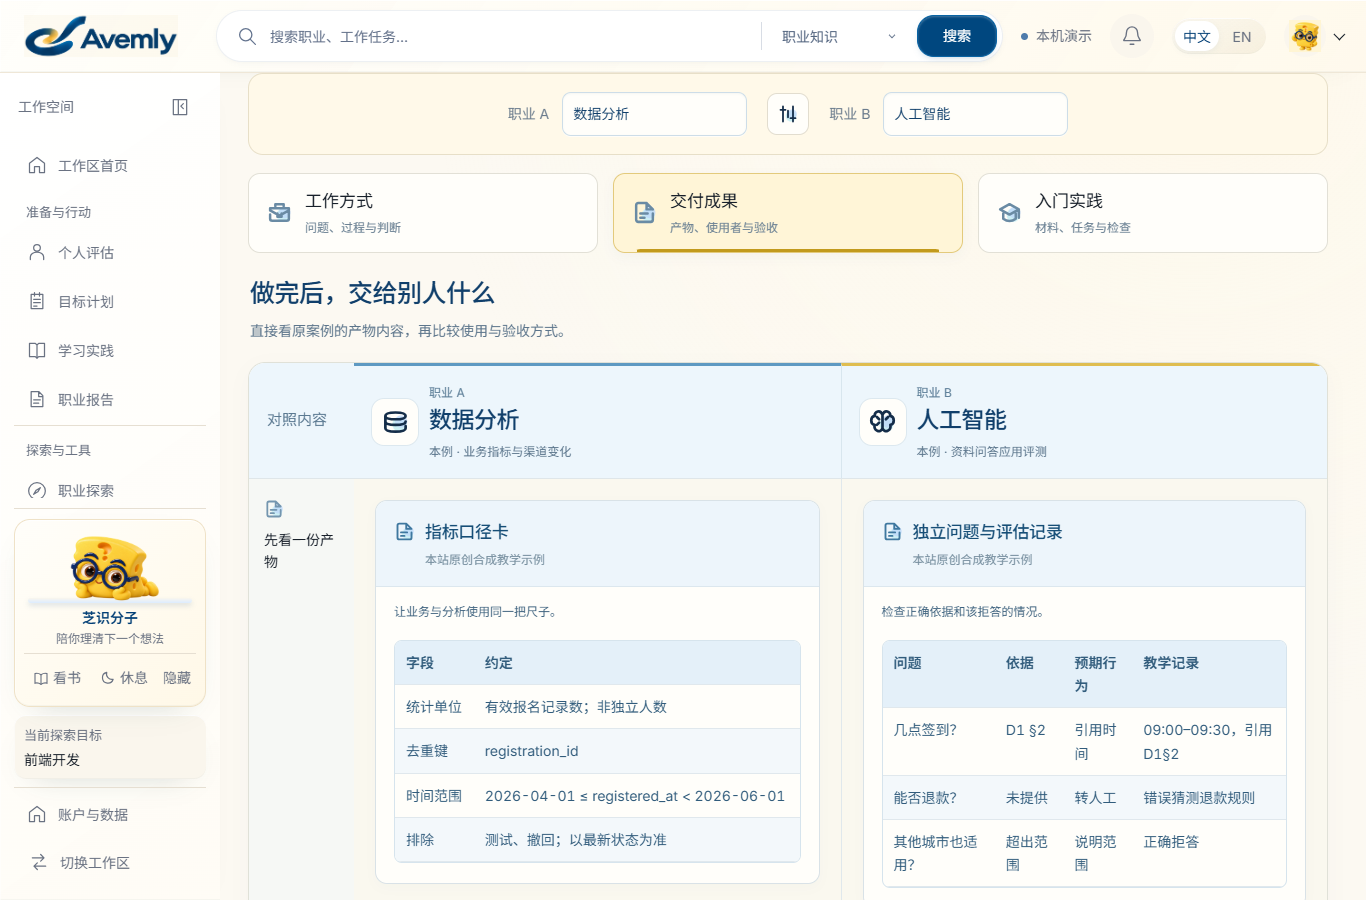 Avemly
搜索职业、工作任务...
职业知识
搜索
本机演示
中文
EN
工作空间
工作区首页
准备与行动
个人评估
目标计划
学习实践
职业报告
探索与工具
职业探索
芝识分子
陪你理清下一个想法
看书
休息
隐藏
当前探索目标
前端开发
账户与数据
切换工作区
职业 A
数据分析
职业 B
人工智能
工作方式
问题、过程与判断
交付成果
产物、使用者与验收
入门实践
材料、任务与检查
做完后，交给别人什么
直接看原案例的产物内容，再比较使用与验收方式。
对照内容
职业 A
数据分析
本例 · 业务指标与渠道变化
职业 B
人工智能
本例 · 资料问答应用评测
先看一份产
物
指标口径卡
本站原创合成教学示例
让业务与分析使用同一把尺子。
字段 约定
统计单位 有效报名记录数；非独立人数
去重键 registration_id
时间范围 2026-04-01 ≤ registered_at < 2026-06-01
排除 测试、撤回；以最新状态为准
独立问题与评估记录
本站原创合成教学示例
检查正确依据和该拒答的情况。
问题 依据 预期行 教学记录
为
几点签到？ D1 §2 引用时 09:00–09:30，引用
间 D1§2
能否退款？ 未提供 转人工 错误猜测退款规则
其他城市也适 超出范 说明范 正确拒答
用？ 围 围